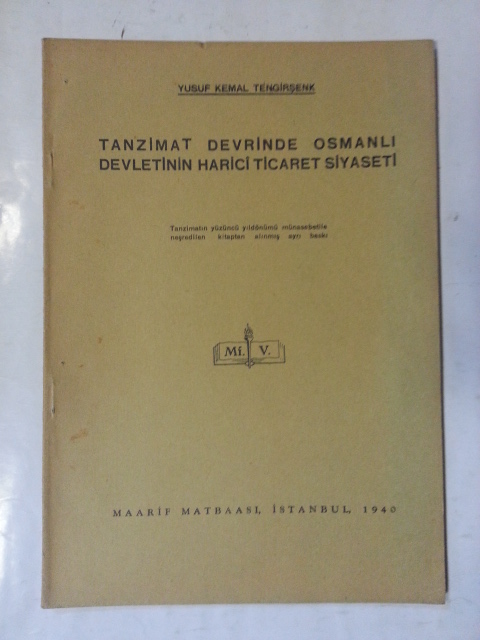 YUSUF KEMAL TENGİRŞENK
TANZİMAT DEVRİNDE OSMANLI
DEVLETİNİN HARİCİ TİCARET SİYASETİ
Tanzimatın yüzüncü yıldönümü münasebetile
neşredilen kitaptan alınmış ayrı baskı
Mf. V.
MAARİF MATBAASI, İSTANBUL, 1940